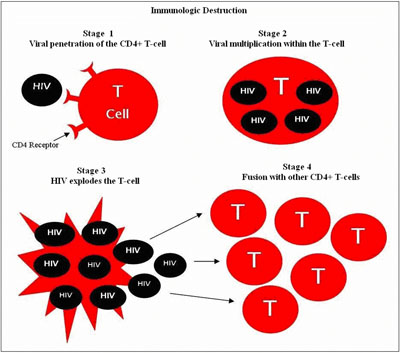 Immunologic Destruction
Stage 1
Viral penetration of the CD4+ T-cell
HIV
T
Cell
CD4 Receptor
Stage 2
Viral multiplication within the T-cell
T
HIV
HIV
HIV
HIV
Stage 3
HIV explodes the T-cell
HIV
HIV
HIV
HIV
HIV
HIV
HIV
HIV
HIV
HIV
Stage 4
Fusion with other CD4+ T-cells
T
T
T
T
T
T